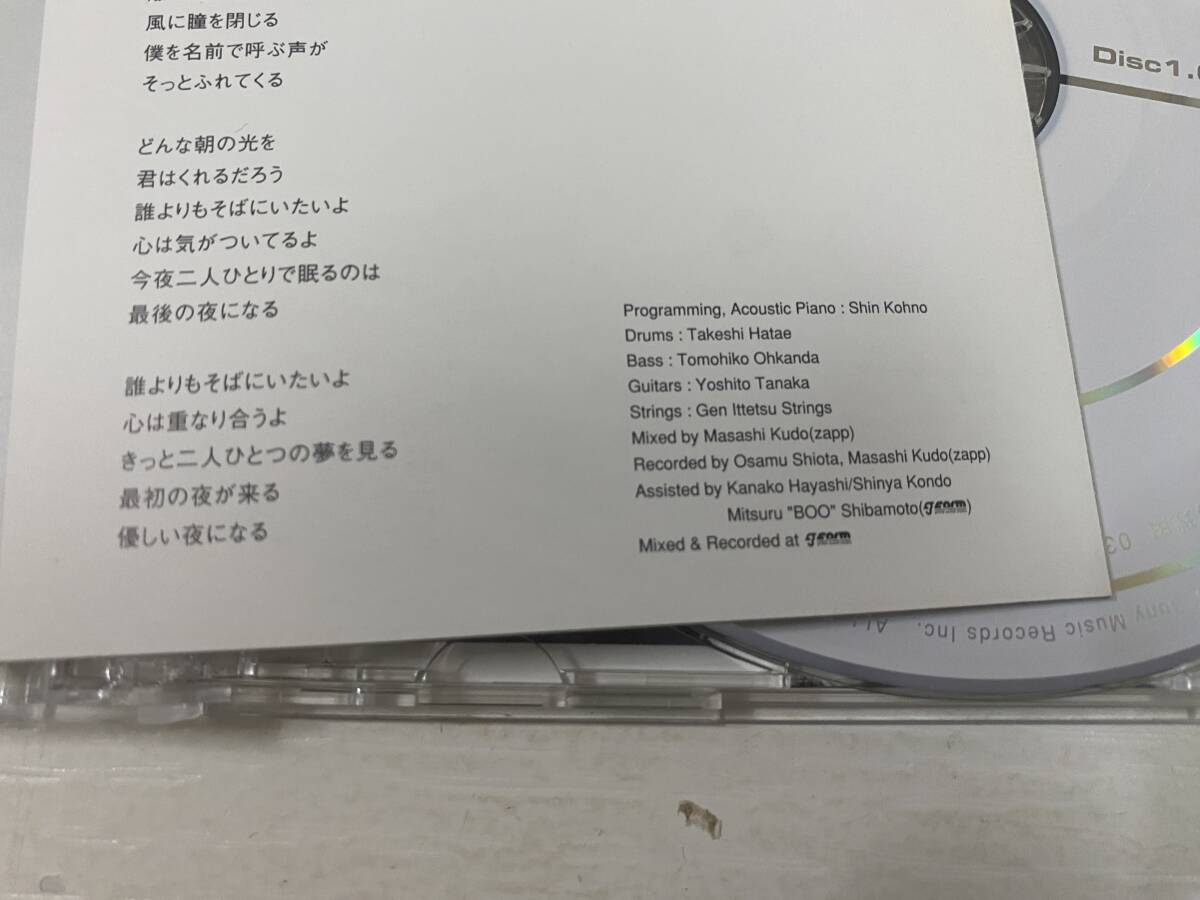 風に瞳を閉じる
僕を名前で呼ぶ声が
そっとふれてくる
どんな朝の光を
君はくれるだろう
誰よりもそばにいたいよ
心は気がついてるよ
今夜二人ひとりで眠るのは
最後の夜になる
誰よりもそばにいたいよ
心は重なり合うよ
きっと二人ひとつの夢を見る
最初の夜が来る
優しい夜になる
Programming, Acoustic Piano : Shin Kohno
Drums : Takeshi Hatae
Bass : Tomohiko Ohkanda
Guitars : Yoshito Tanaka
Strings : Gen Ittetsu Strings
Mixed by Masashi Kudo(zapp)
Recorded by Osamu Shiota, Masashi Kudo(zapp)
Assisted by Kanako Hayashi/Shinya Kondo
Mitsuru "BOO" Shibamoto(g form)
Mixed & Recorded at g form
Disc1.
03
Sony Music Records Inc.